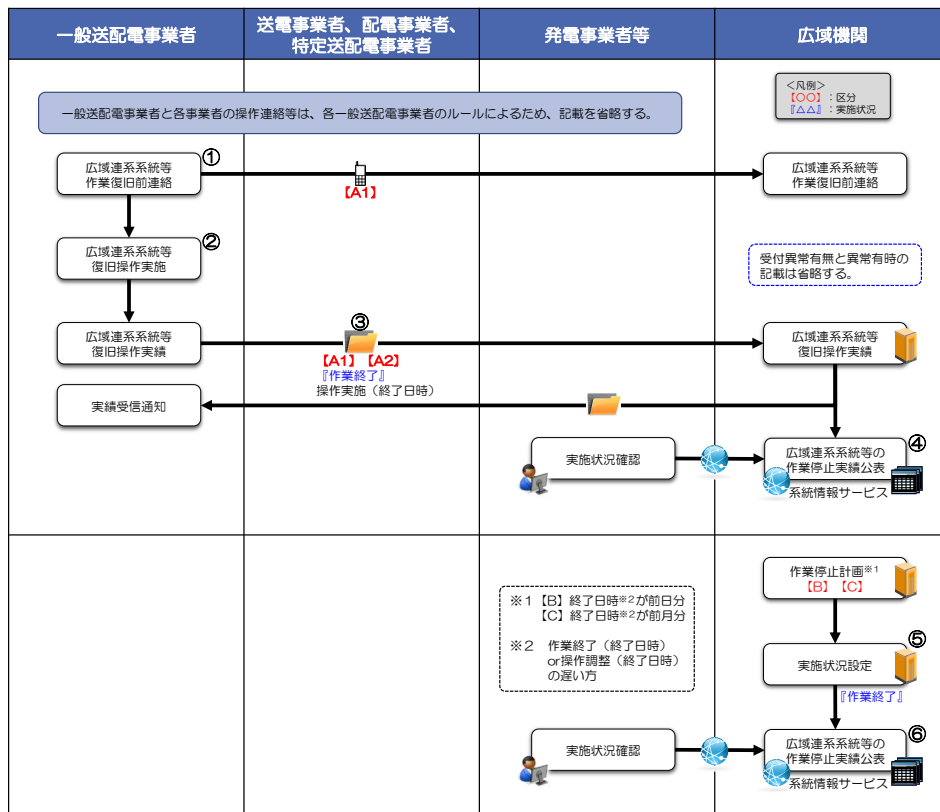 一般送配電事業者
送電事業者、配電事業者、
特定送配電事業者
発電事業者等
広域機関
<凡例>
【○○】:区分
『△△』:実施状況
一般送配電事業者と各事業者の操作連絡等は、各一般送配電事業者のルールによるため、記載を省略する。
①
広域連系系統等
作業復旧前連絡
【A1】
広域連系系統等
作業復旧前連絡
②
広域連系系統等
復旧操作実施
受付異常有無と異常有時の
記載は省略する。
③
広域連系系統等
復旧操作実績
【A1】【A2】
『作業終了』
操作実施(終了日時)
広域連系系統等
復旧操作実績
実績受信通知
④
実施状況確認
広域連系系統等の
作業停止実績公表
系統情報サービス
作業停止計画※1
【B】【C】
※1【B】終了日時※2が前日分
【C】終了日時※2が前月分
※2 作業終了(終了日時)
or操作調整(終了日時)
の遅い方
⑤
実施状況設定
『作業終了』
⑥
実施状況確認
広域連系系統等の
作業停止実績公表
系統情報サービス